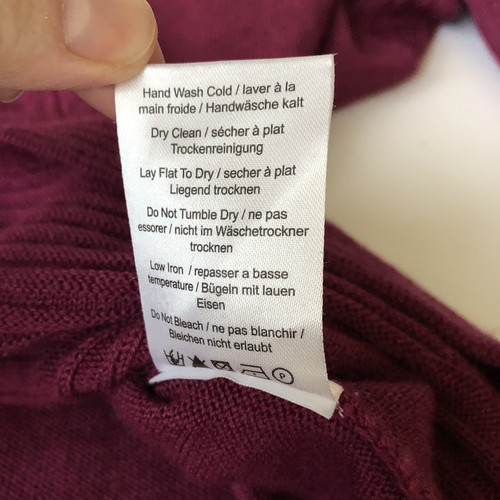 Hand Wash Cold / laver à la
main froide / Handwäsche kalt
Dry Clean / sécher à plat
Trockenreinigung
Lay Flat To Dry / secher à plat
Liegend trocknen
Do Not Tumble Dry / ne pas
essorer / nicht im Wäschetrockner
trocknen
Low Iron / repasser a basse
temperature / Bügeln mit lauen
Eisen
Do Not Bleach / ne pas blanchir /
Bleichen nicht erlaubt
P